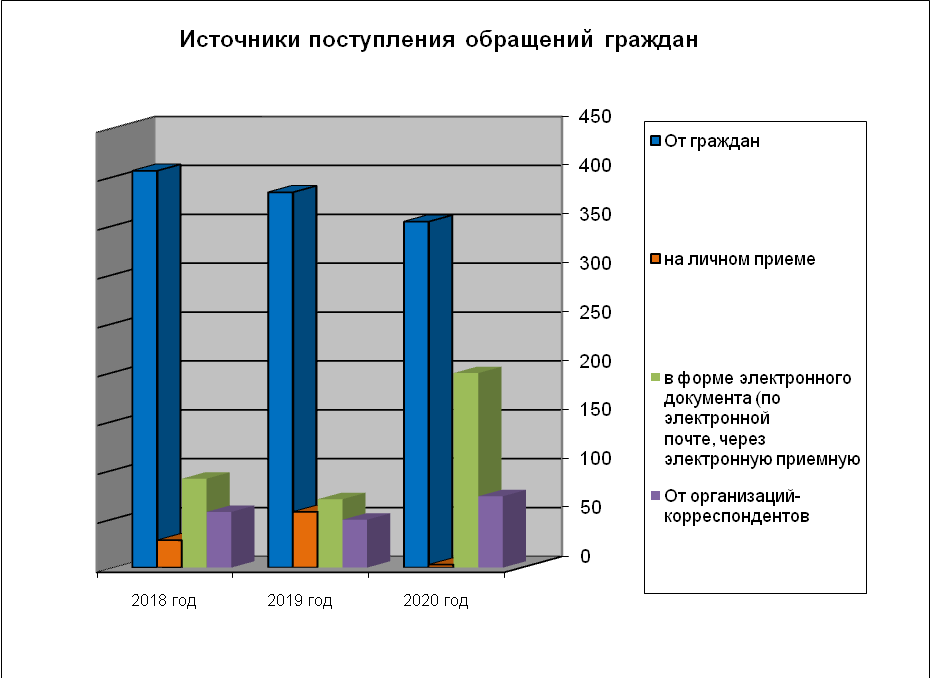 Источники поступления обращений граждан
450
400
350
300
250
200
150
100
50
0
2018 год
2019 год
2020 год
От граждан
на личном приеме
в форме электронного
документа (по
электронной
почте, через
электронную приемную
От организаций-
корреспондентов